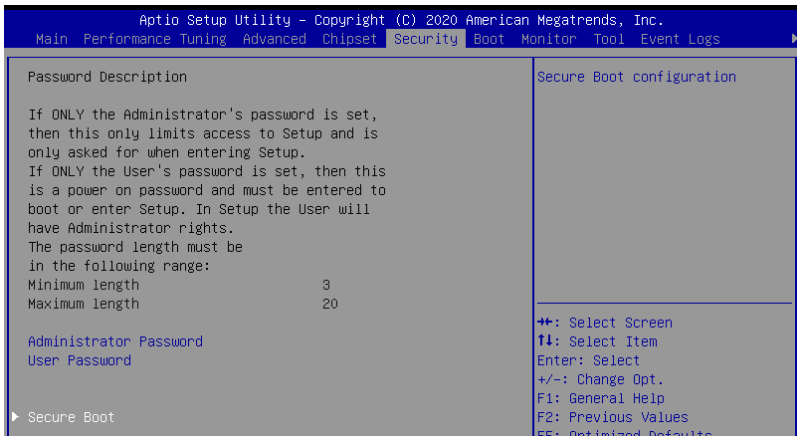 Aptio Setup Utility – Copyright (C) 2020 American Megatrends, Inc.
Main Performance Tuning Advanced Chipset Security Boot Monitor Tool Event Logs
Password Description
If ONLY the Administrator's password is set,
then this only limits access to Setup and is
only asked for when entering Setup.
If ONLY the User's password is set, then this
is a power on password and must be entered to
boot or enter Setup. In Setup the User will
have Administrator rights.
The password length must be
in the following range:
Minimum length 3
Maximum length 20
Administrator Password
User Password
Secure Boot
Secure Boot configuration
→←: Select Screen
↑↓: Select Item
Enter: Select
+/-: Change Opt.
F1: General Help
F2: Previous Values
F5: Optimized Defaults